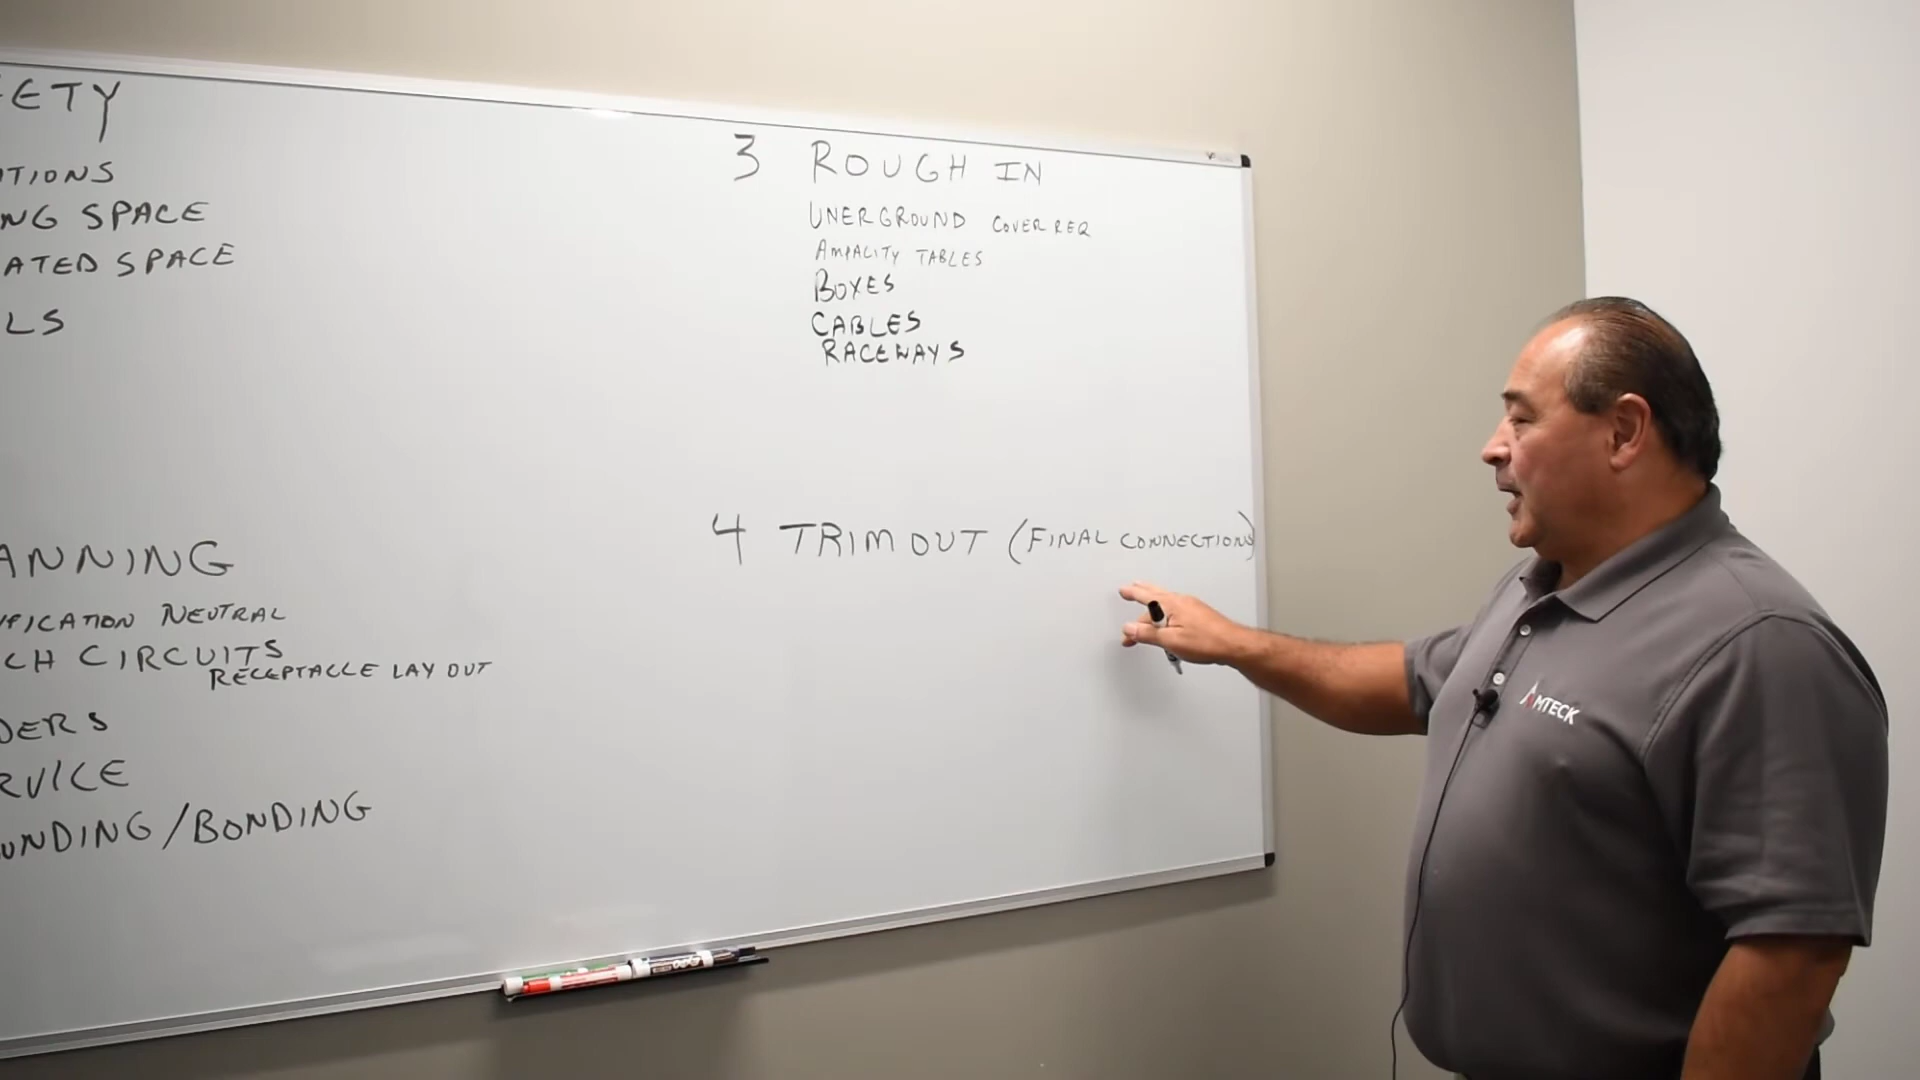 ETY
TIONS
NG SPACE
ATED SPACE
LS
ANNING
IFICATION NEUTRAL
CH CIRCUITS
RECEPTACLE LAY OUT
DERS
RVICE
UNDING/BONDING
3 ROUGH IN
UNERGROUND COVER REQ
AMPACITY TABLES
BOXES
CABLES
RACEWAYS
4 TRIM OUT (FINAL CONNECTIONS)
AMTECK